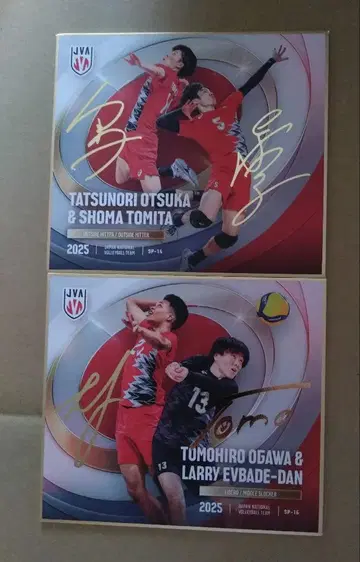 JVA
TATSUNORI OTSUKA
& SHOMA TOMITA
OUTSIDE HITTER / OUTSIDE HITTER
2025
JAPAN NATIONAL
VOLLEYBALL TEAM
SP-14
JVA
13
Tomo
TOMOHIRO OGAWA &
LARRY EVBADE-DAN
LIBERO / MIDDLE BLOCKER
2025
JAPAN NATIONAL
VOLLEYBALL TEAM
SP-16